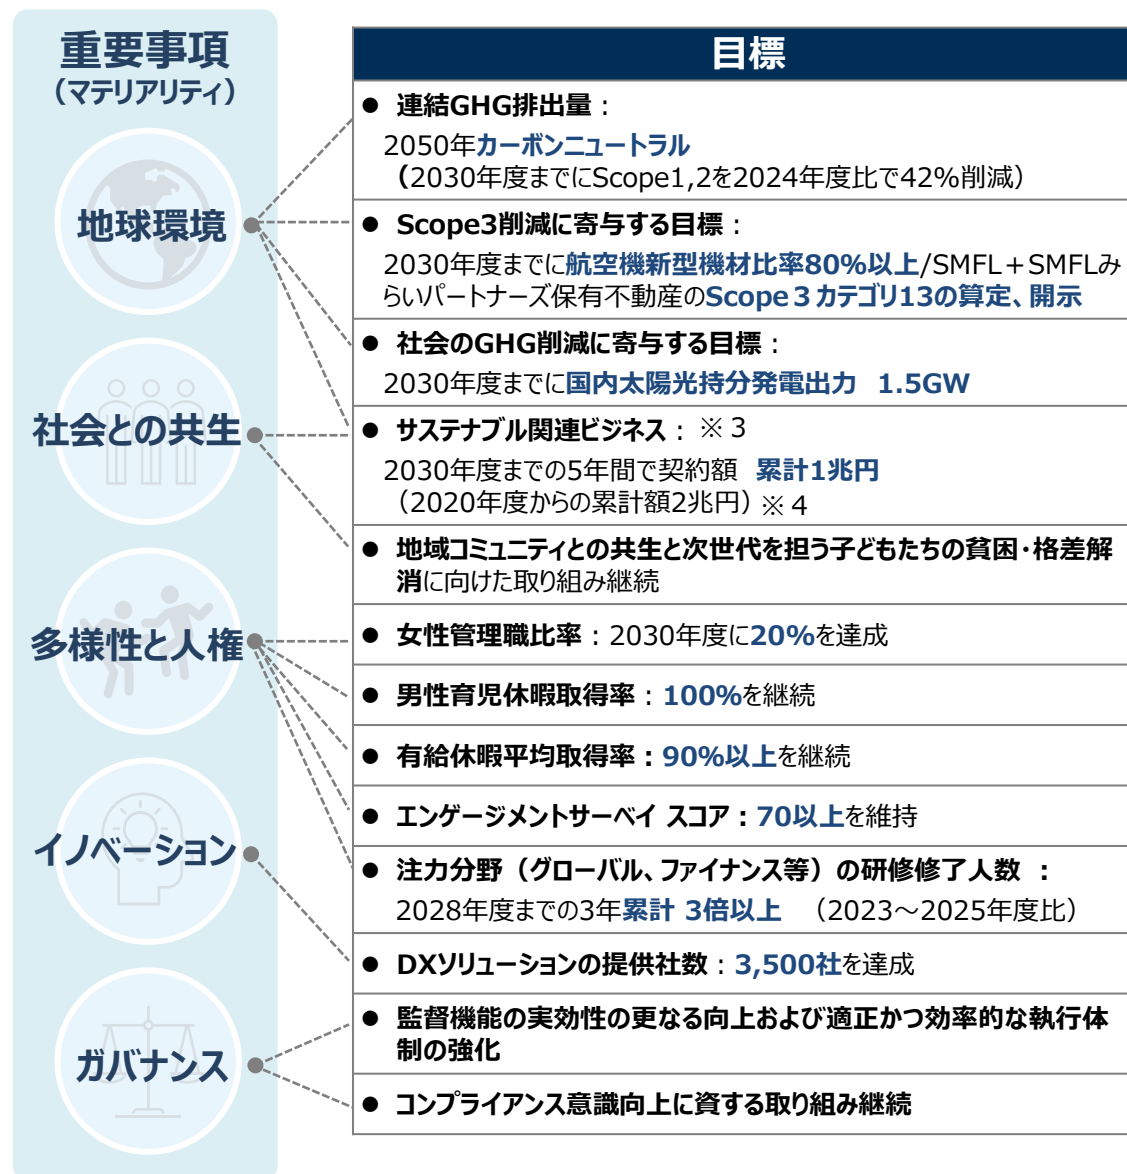 重要事項
（マテリアリティ）
地球環境
社会との共生
多様性と人権
イノベーション
ガバナンス
目標
● 連結GHG排出量：
2050年カーボンニュートラル
（2030年度までにScope1,2を2024年度比で42%削減）
● Scope3削減に寄与する目標：
2030年度までに航空機新型機材比率80%以上/SMFL＋SMFLみ
らいパートナーズ保有不動産のScope３カテゴリ13の算定、開示
● 社会のGHG削減に寄与する目標：
2030年度までに国内太陽光持分発電出力 1.5GW
● サステナブル関連ビジネス： ※３
2030年度までの5年間で契約額 累計1兆円
（2020年度からの累計額2兆円）※４
● 地域コミュニティとの共生と次世代を担う子どもたちの貧困・格差解
消に向けた取り組み継続
● 女性管理職比率：2030年度に20%を達成
● 男性育児休暇取得率：100%を継続
● 有給休暇平均取得率：90%以上を継続
● エンゲージメントサーベイ スコア：70以上を維持
● 注力分野（グローバル、ファイナンス等）の研修修了人数 ：
2028年度までの3年累計 3倍以上 （2023～2025年度比）
● DXソリューションの提供社数：3,500社を達成
● 監督機能の実効性の更なる向上および適正かつ効率的な執行体
制の強化
● コンプライアンス意識向上に資する取り組み継続